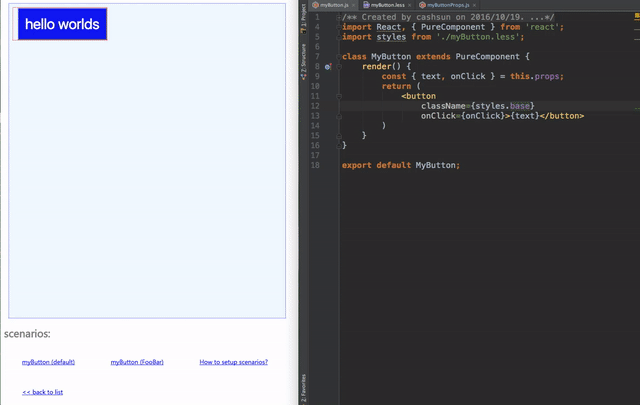 hello worlds
scenarios:
myButton (default)
myButton (FooBar)
How to setup scenarios?
<< back to list
1: Project
7: Structure
2: Favorites
myButton.js ×
myButton.less ×
myButtonProps.js ×
1 /** Created by cashsun on 2016/10/19. ...*/
4 import React, { PureComponent } from 'react';
5 import styles from './myButton.less';
6
7 class MyButton extends PureComponent {
8 render() {
9 const { text, onClick } = this.props;
10 return (
11 <button
12 className={styles.base}
13 onClick={onClick}>{text}</button>
14 )
15 }
16 }
17
18 export default MyButton;